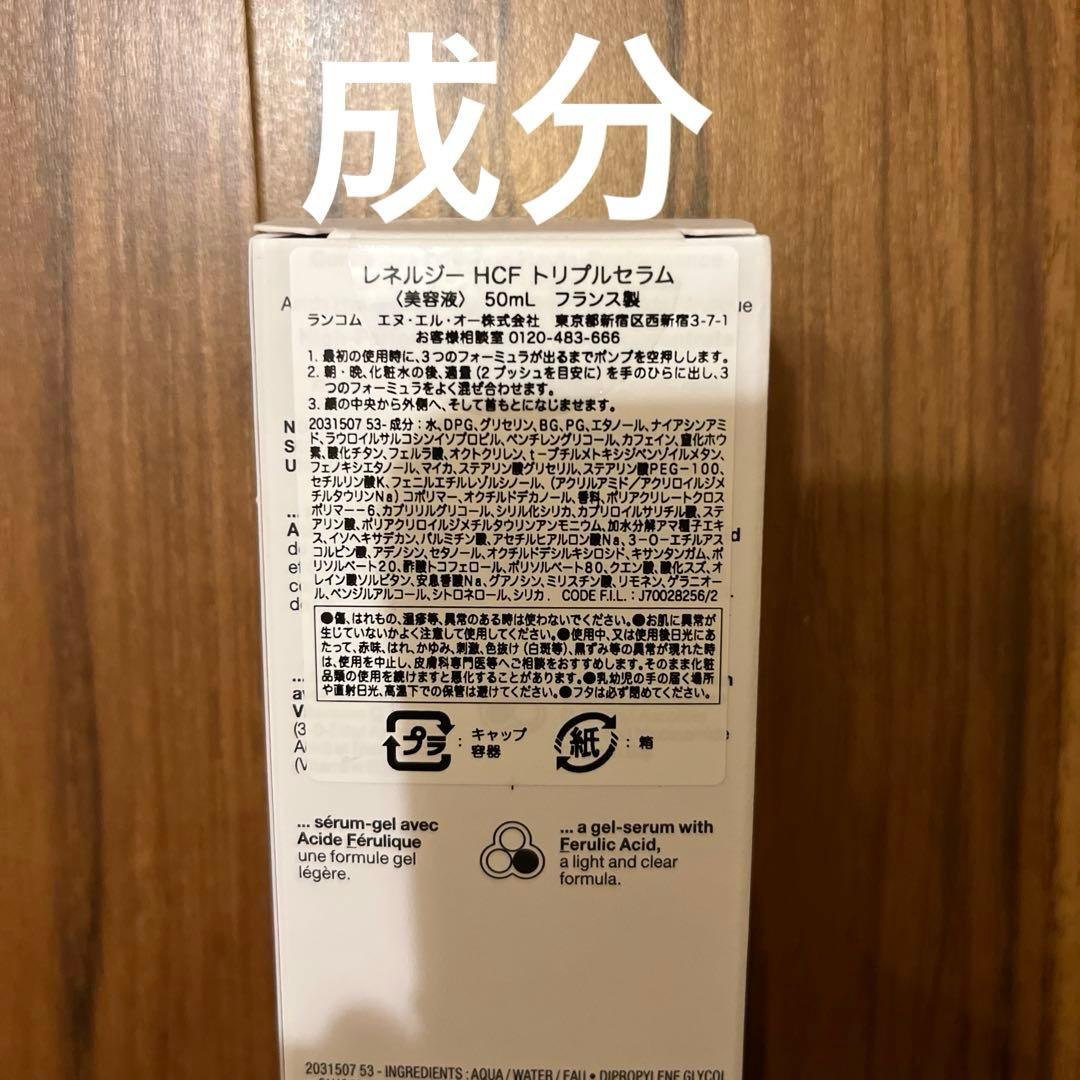 成分
レネルジー HCF トリプルセラム
〈美容液〉 50mL フランス製
ランコム エヌ・エル・オー株式会社 東京都新宿区西新宿3-7-1
お客様相談室 0120-483-666
1. 最初の使用時に、3つのフォーミュラが出るまでポンプを空押しします。
2. 朝・晩、化粧水の後、適量(2プッシュを目安に)を手のひらに出し、3
つのフォーミュラをよく混ぜ合わせます。
3. 顔の中央から外側へ、そして首もとになじませます。
2031507 53- 成分:水、DPG、グリセリン、BG、PG、エタノール、ナイアシンアミ
ド、ラウロイルサルコシンイソプロピル、ペンチレングリコール、カフェイン、窒化ホウ
素、酸化チタン、フェルラ酸、オクトクリレン、t-ブチルメトキシジベンゾイルメタン、
フェノキシエタノール、マイカ、ステアリン酸グリセリル、ステアリン酸PEG-100、
セチルリン酸K、フェニルエチルレゾルシノール、(アクリルアミド/アクリロイルジメ
チルタウリンNa)コポリマー、オクチルドデカノール、香料、ポリアクリレートクロス
ポリマー-6、カプリリルグリコール、シリル化シリカ、カプリロイルサリチル酸、ステ
アリン酸、ポリアクリロイルジメチルタウリンアンモニウム、加水分解アマ種子エキ
ス、イソヘキサデカン、パルミチン酸、アセチルヒアルロン酸Na、3-O-エチルアス
コルビン酸、アデノシン、セタノール、オクチルドデシルキシロシド、キサンタンガム、ポ
リソルベート20、酢酸トコフェロール、ポリソルベート80、クエン酸、酸化スズ、オ
レイン酸ソルビタン、安息香酸Na、グアノシン、ミリスチン酸、リモネン、ゲラニオー
ル、ベンジルアルコール、シトロネロール、シリカ. CODE F.I.L. : J70028256/2
●傷、はれもの、湿疹等、異常のある時は使わないでください。●お肌に異常が
生じていないかよく注意して使用してください。●使用中、又は使用後日光にあ
たって、赤味、はれ、かゆみ、刺激、色抜け(白斑等)、黒ずみ等の異常が現れた時
は、使用を中止し、皮膚科専門医等へご相談をおすすめします。そのまま化粧
品類の使用を続けますと悪化することがあります。●乳幼児の手の届く場所
や直射日光、高温下での保管は避けてください。●フタは必ず閉めてください。
プラ : キャップ
容器
紙 : 箱
... sérum-gel avec
Acide Férulique
une formule gel
légère.
... a gel-serum with
Ferulic Acid,
a light and clear
formula.
2031507 53 - INGREDIENTS : AQUA / WATER / EAU • DIPROPYLENE GLYCOL